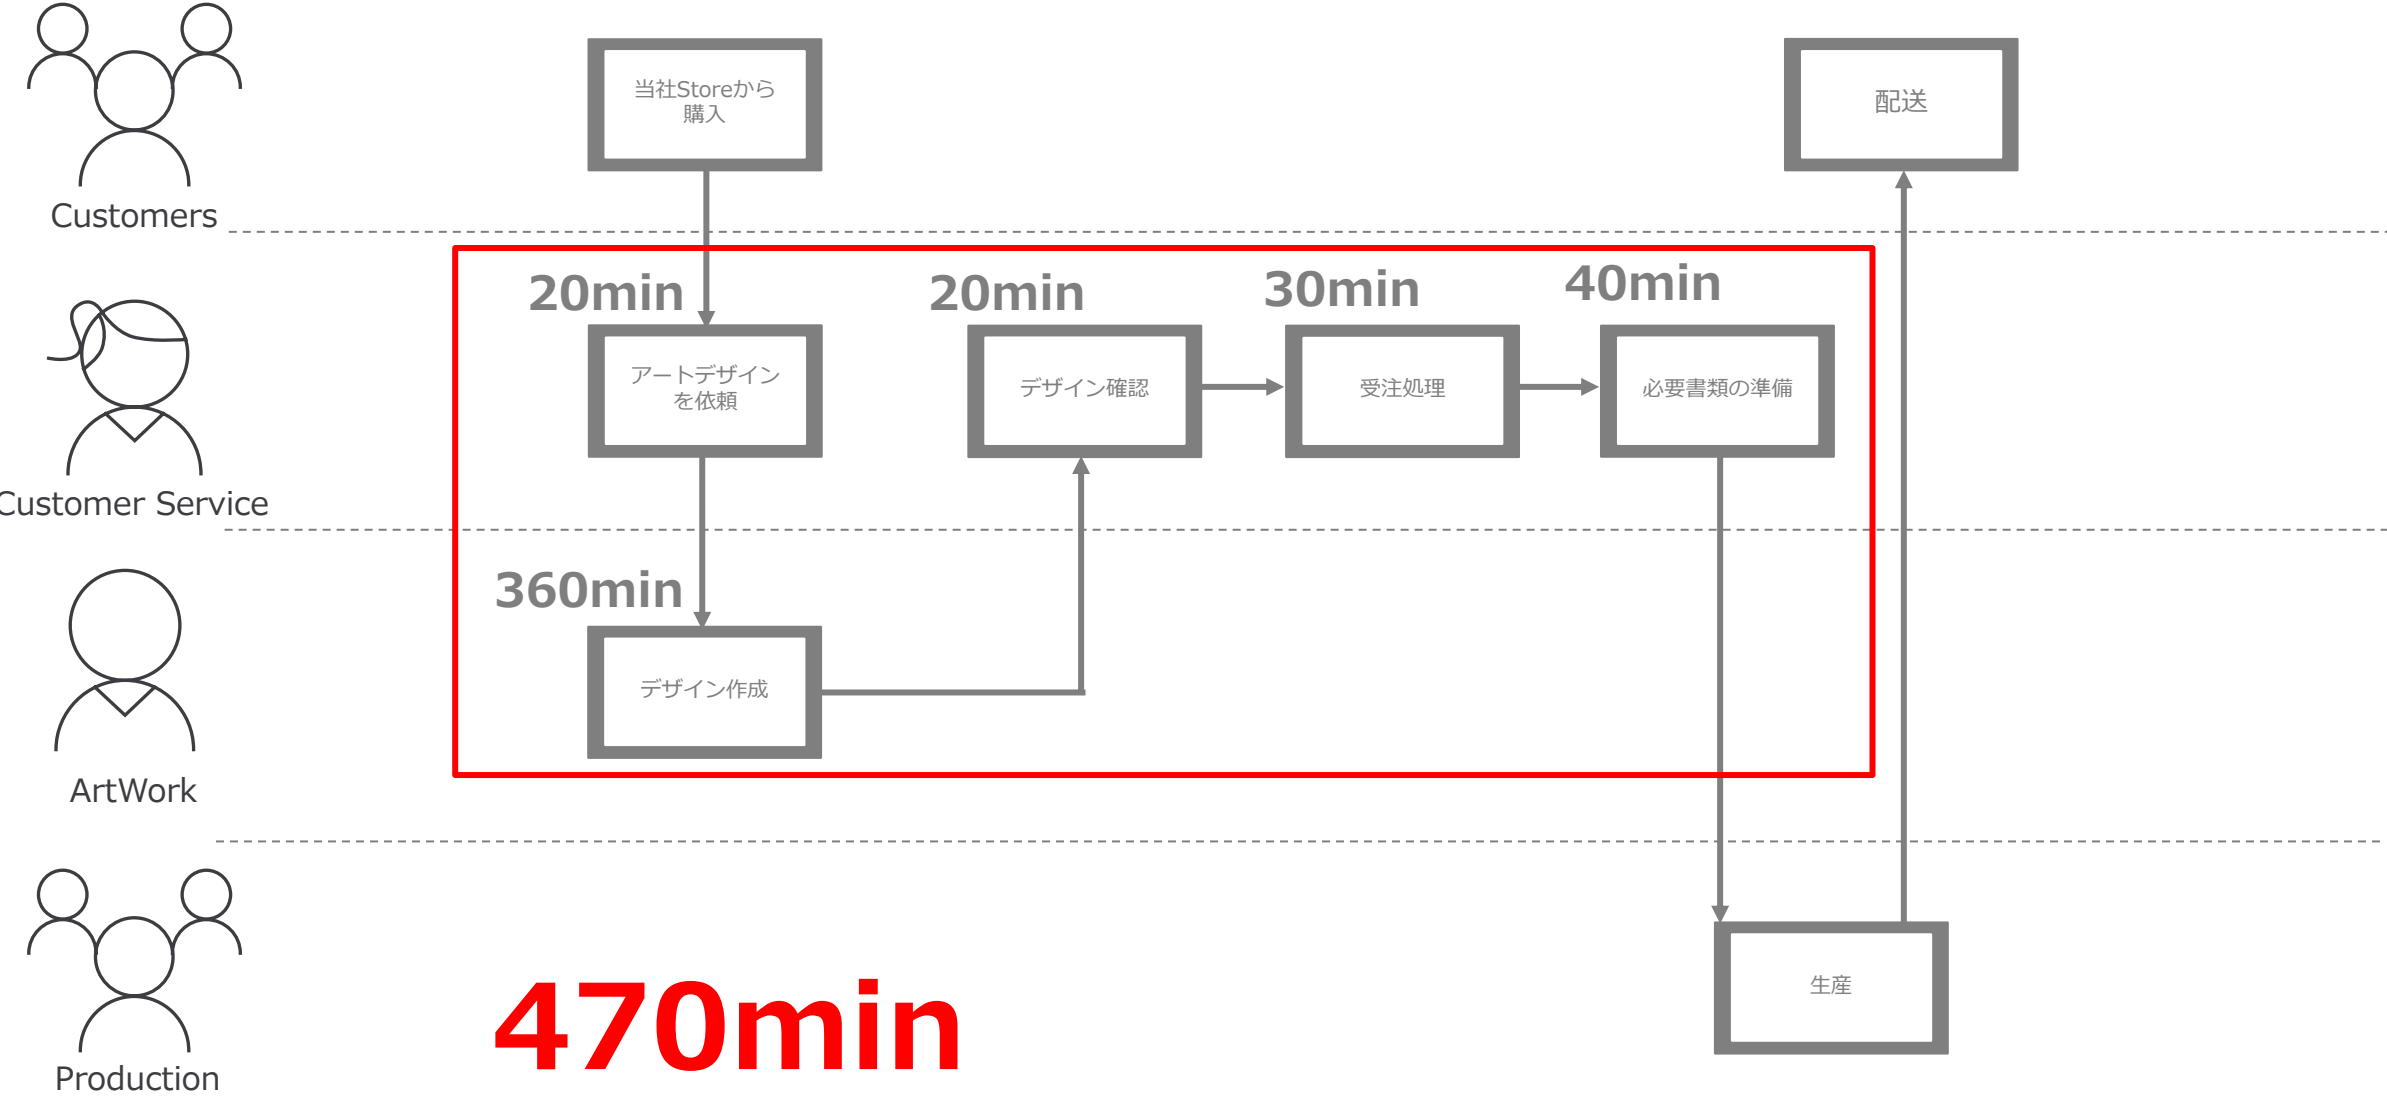 当社Storeから
購入
配送
Customers
20min
20min
30min
40min
アートデザイン
を依頼
デザイン確認
受注処理
必要書類の準備
Customer Service
360min
デザイン作成
ArtWork
470min
生産
Production